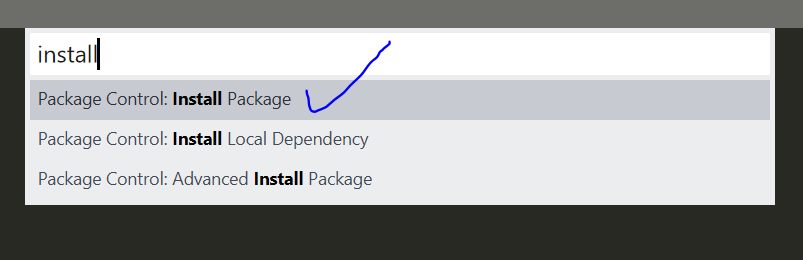 install
Package Control: Install Package
Package Control: Install Local Dependency
Package Control: Advanced Install Package